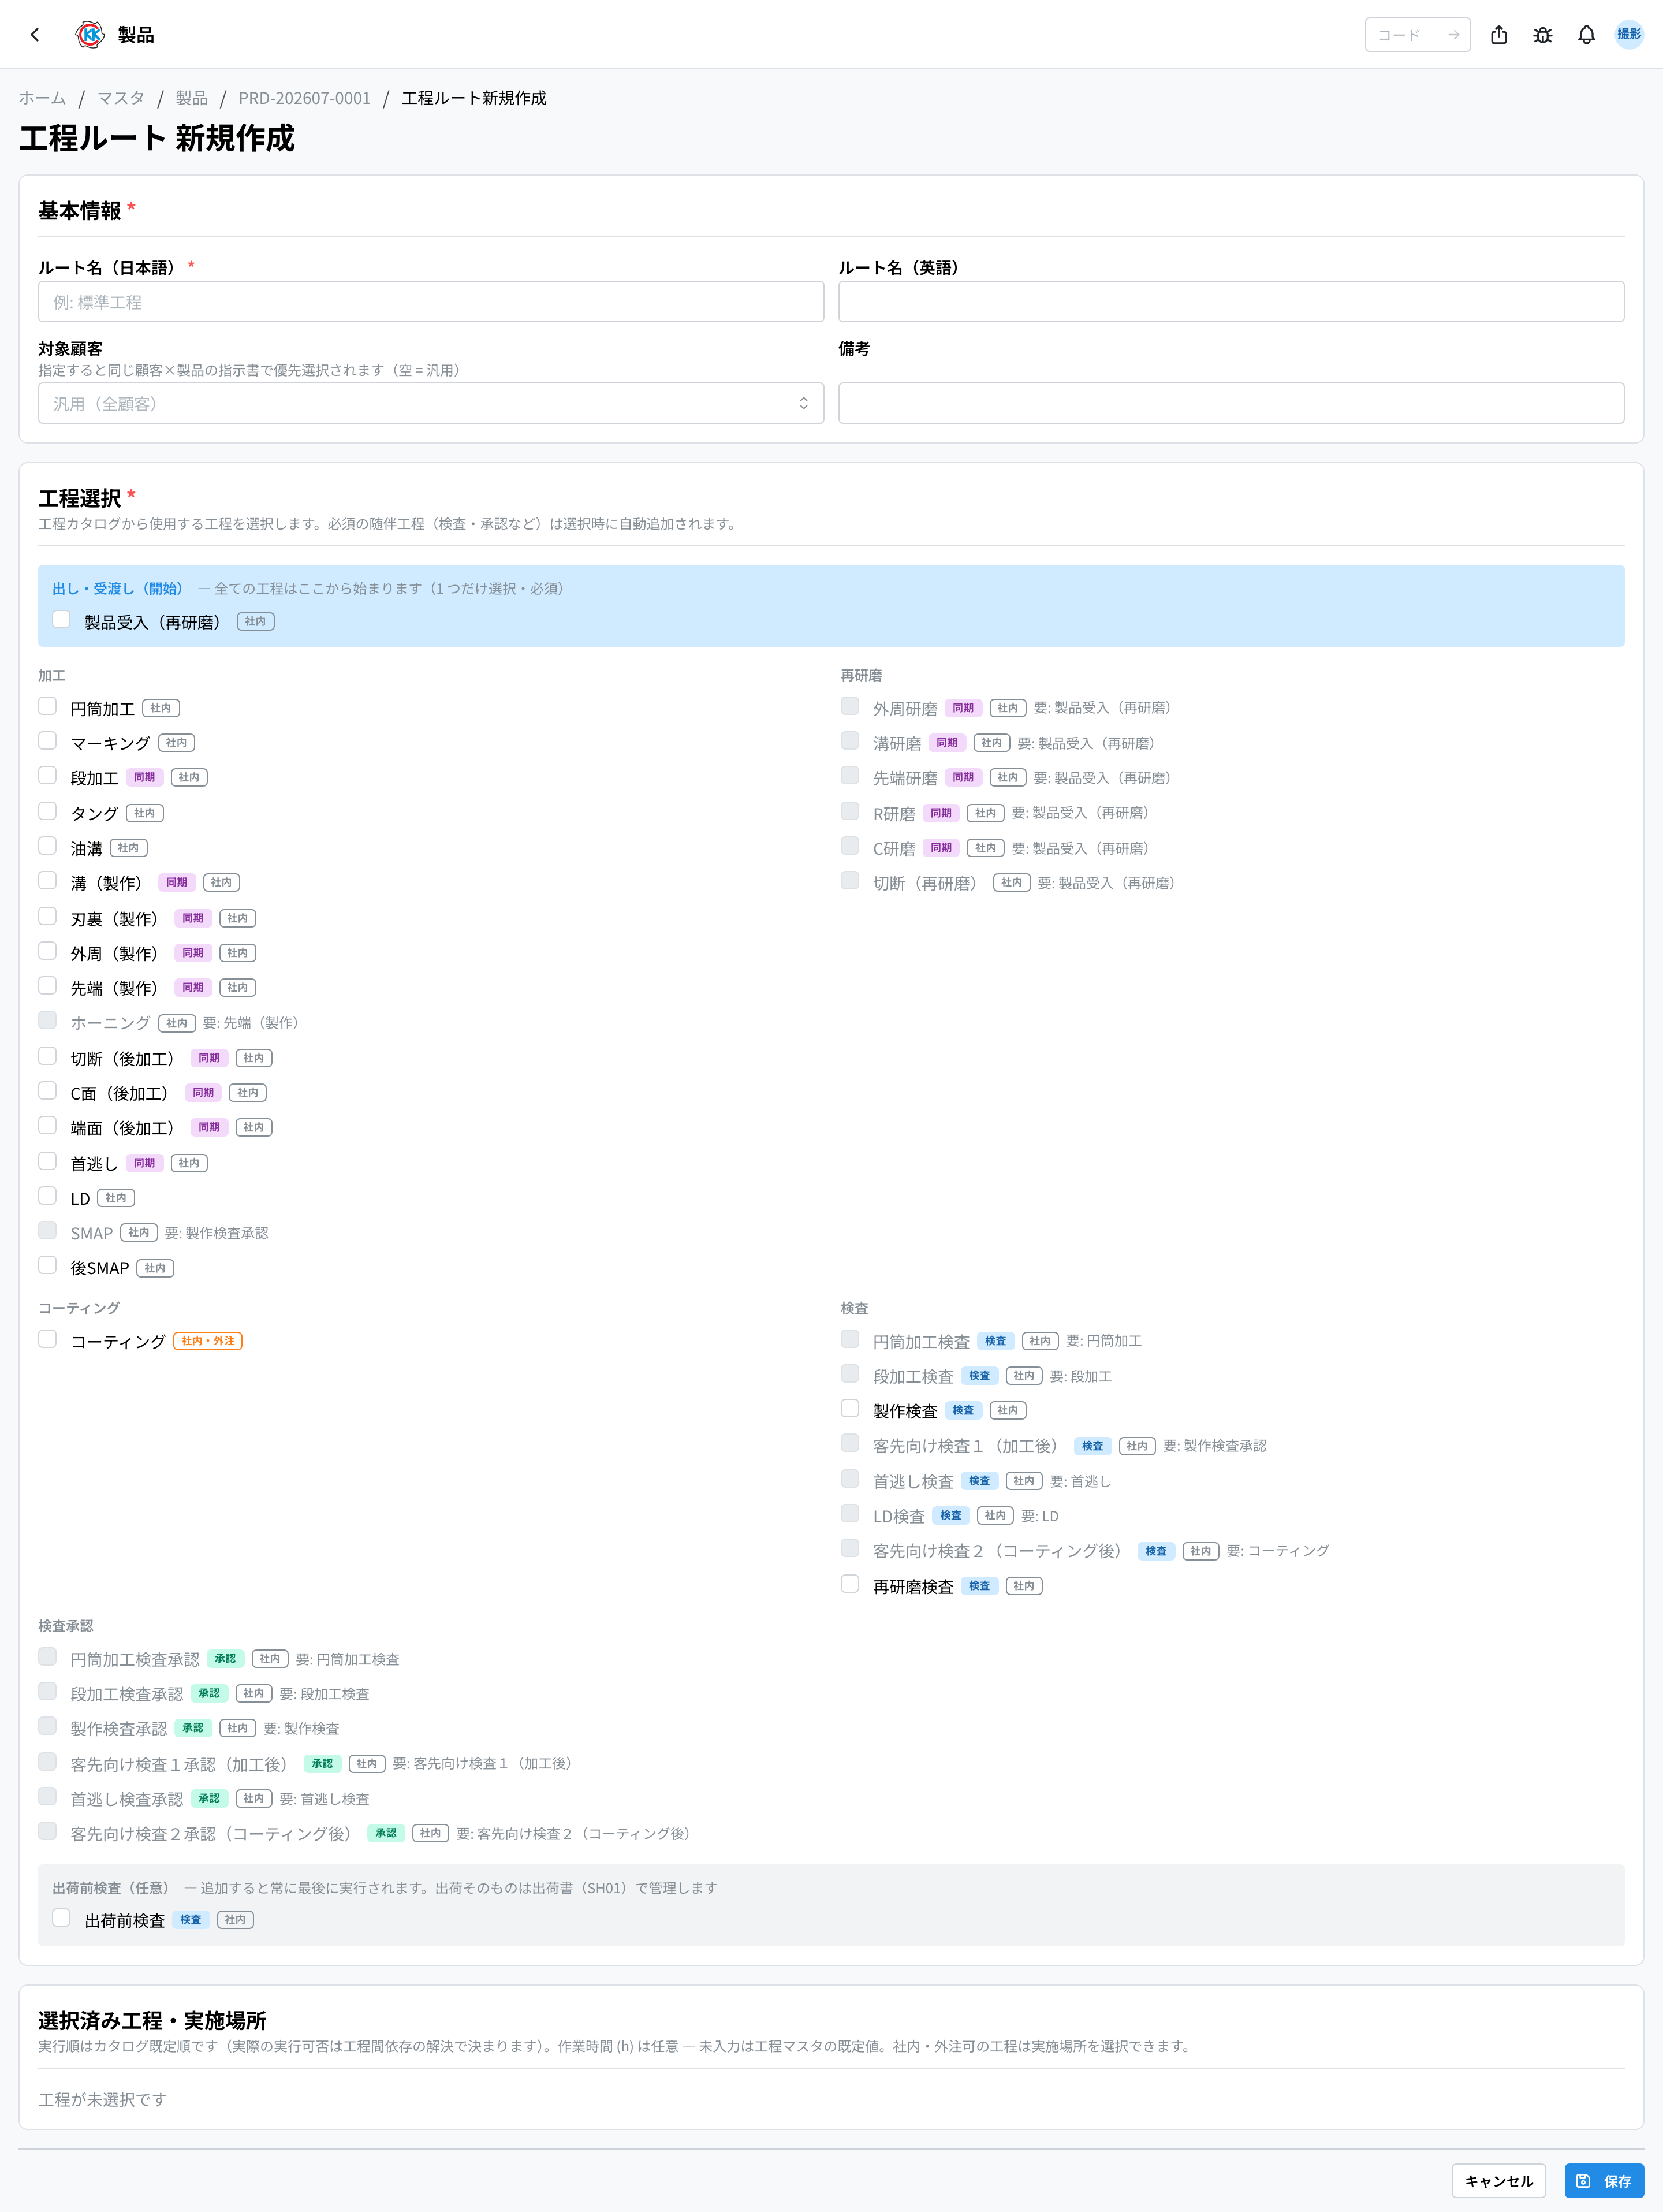 製品
コード
撮影
ホーム / マスタ / 製品 / PRD-202607-0001 / 工程ルート新規作成
工程ルート 新規作成
基本情報 *
ルート名（日本語） *
例: 標準工程
ルート名（英語）
対象顧客
指定すると同じ顧客×製品の指示書で優先選択されます（空 = 汎用）
汎用（全顧客）
備考
工程選択 *
工程カタログから使用する工程を選択します。必須の随伴工程（検査・承認など）は選択時に自動追加されます。
出し・受渡し（開始） — 全ての工程はここから始まります（1 つだけ選択・必須）
製品受入（再研磨） 社内
加工
円筒加工 社内
マーキング 社内
段加工 同期 社内
タング 社内
油溝 社内
溝（製作） 同期 社内
刃裏（製作） 同期 社内
外周（製作） 同期 社内
先端（製作） 同期 社内
ホーニング 社内 要: 先端（製作）
切断（後加工） 同期 社内
C面（後加工） 同期 社内
端面（後加工） 同期 社内
首逃し 同期 社内
LD 社内
SMAP 社内 要: 製作検査承認
後SMAP 社内
再研磨
外周研磨 同期 社内 要: 製品受入（再研磨）
溝研磨 同期 社内 要: 製品受入（再研磨）
先端研磨 同期 社内 要: 製品受入（再研磨）
R研磨 同期 社内 要: 製品受入（再研磨）
C研磨 同期 社内 要: 製品受入（再研磨）
切断（再研磨） 社内 要: 製品受入（再研磨）
コーティング
コーティング 社内・外注
検査
円筒加工検査 検査 社内 要: 円筒加工
段加工検査 検査 社内 要: 段加工
製作検査 検査 社内
客先向け検査１（加工後） 検査 社内 要: 製作検査承認
首逃し検査 検査 社内 要: 首逃し
LD検査 検査 社内 要: LD
客先向け検査２（コーティング後） 検査 社内 要: コーティング
再研磨検査 検査 社内
検査承認
円筒加工検査承認 承認 社内 要: 円筒加工検査
段加工検査承認 承認 社内 要: 段加工検査
製作検査承認 承認 社内 要: 製作検査
客先向け検査１承認（加工後） 承認 社内 要: 客先向け検査１（加工後）
首逃し検査承認 承認 社内 要: 首逃し検査
客先向け検査２承認（コーティング後） 承認 社内 要: 客先向け検査２（コーティング後）
出荷前検査（任意） — 追加すると常に最後に実行されます。出荷そのものは出荷書（SH01）で管理します
出荷前検査 検査 社内
選択済み工程・実施場所
実行順はカタログ既定順です（実際の実行可否は工程間依存の解決で決まります）。作業時間 (h) は任意 — 未入力は工程マスタの既定値。社内・外注可の工程は実施場所を選択できます。
工程が未選択です
キャンセル
保存